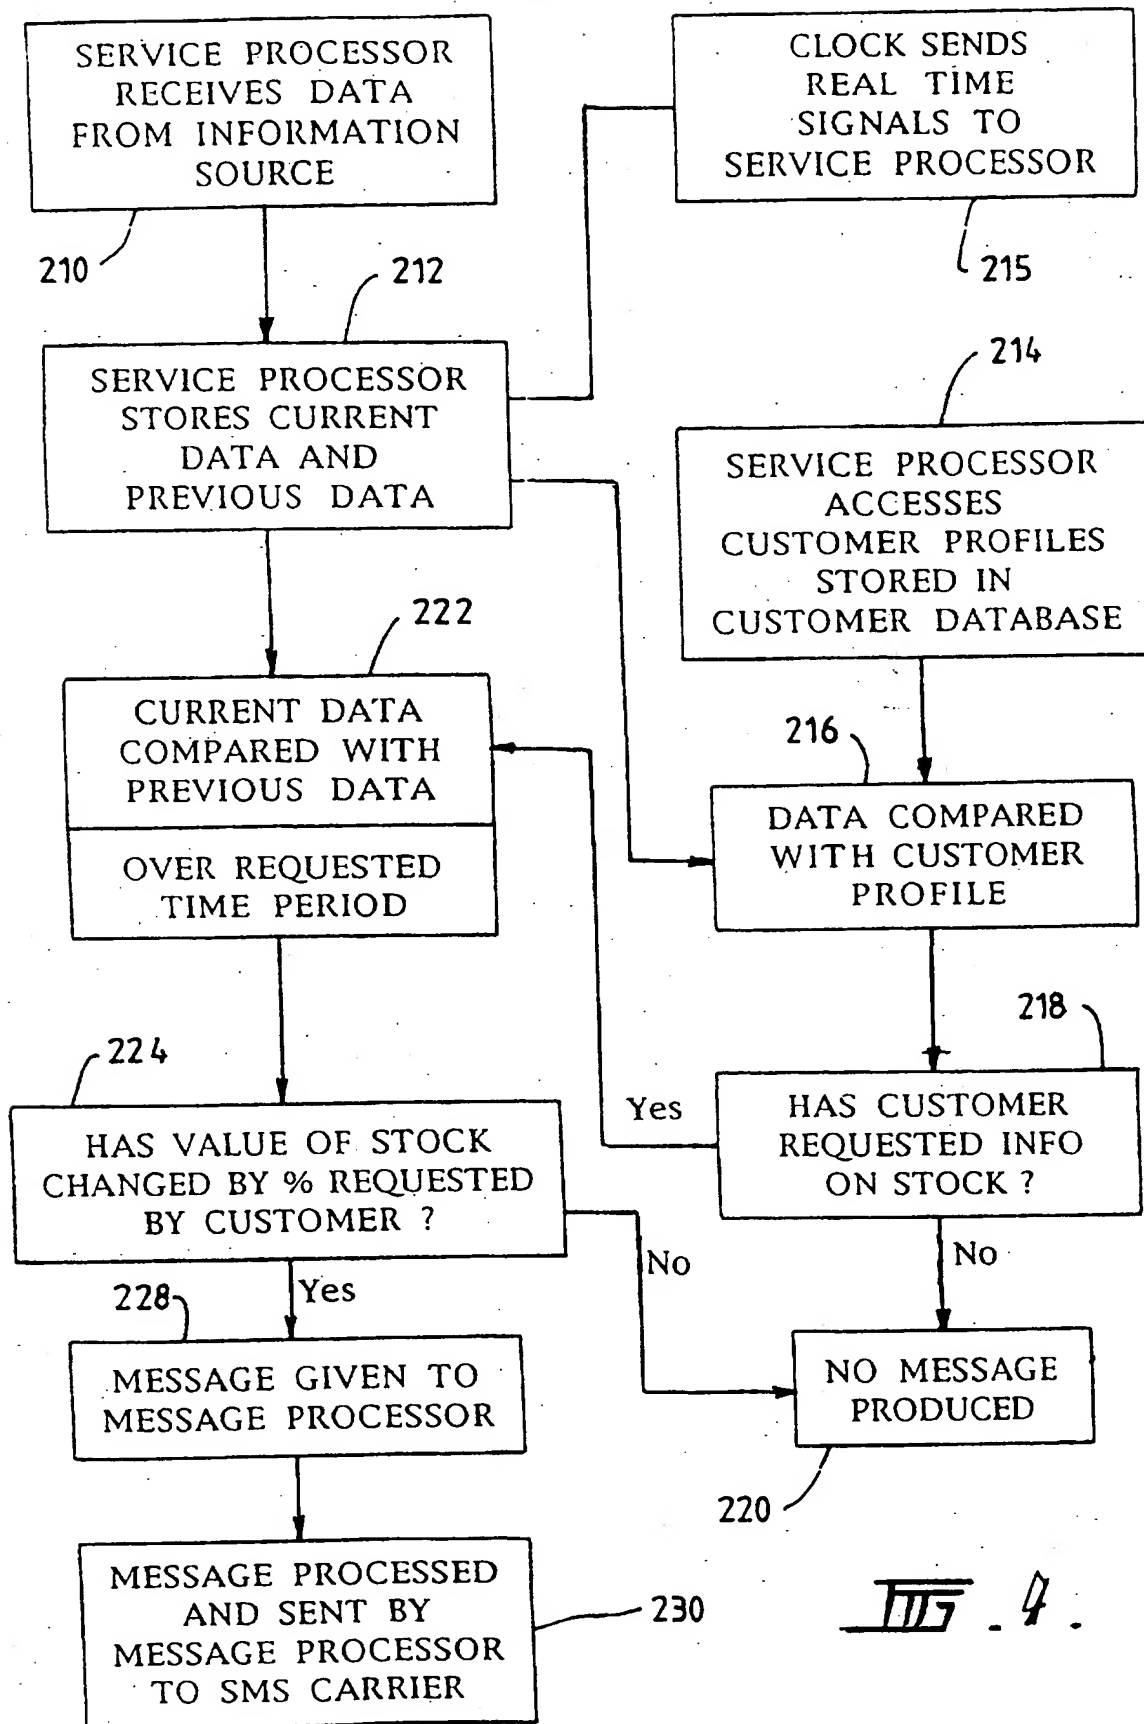 SERVICE PROCESSOR
RECEIVES DATA
FROM INFORMATION
SOURCE
210
CLOCK SENDS
REAL TIME
SIGNALS TO
SERVICE PROCESSOR
215
212
SERVICE PROCESSOR
STORES CURRENT
DATA AND
PREVIOUS DATA
214
SERVICE PROCESSOR
ACCESSES
CUSTOMER PROFILES
STORED IN
CUSTOMER DATABASE
222
CURRENT DATA
COMPARED WITH
PREVIOUS DATA
OVER REQUESTED
TIME PERIOD
216
DATA COMPARED
WITH CUSTOMER
PROFILE
218
HAS CUSTOMER
REQUESTED INFO
ON STOCK ?
Yes
No
224
HAS VALUE OF STOCK
CHANGED BY % REQUESTED
BY CUSTOMER ?
No
Yes
228
MESSAGE GIVEN TO
MESSAGE PROCESSOR
NO MESSAGE
PRODUCED
220
MESSAGE PROCESSED
AND SENT BY
MESSAGE PROCESSOR
TO SMS CARRIER
230
FIG. 4.